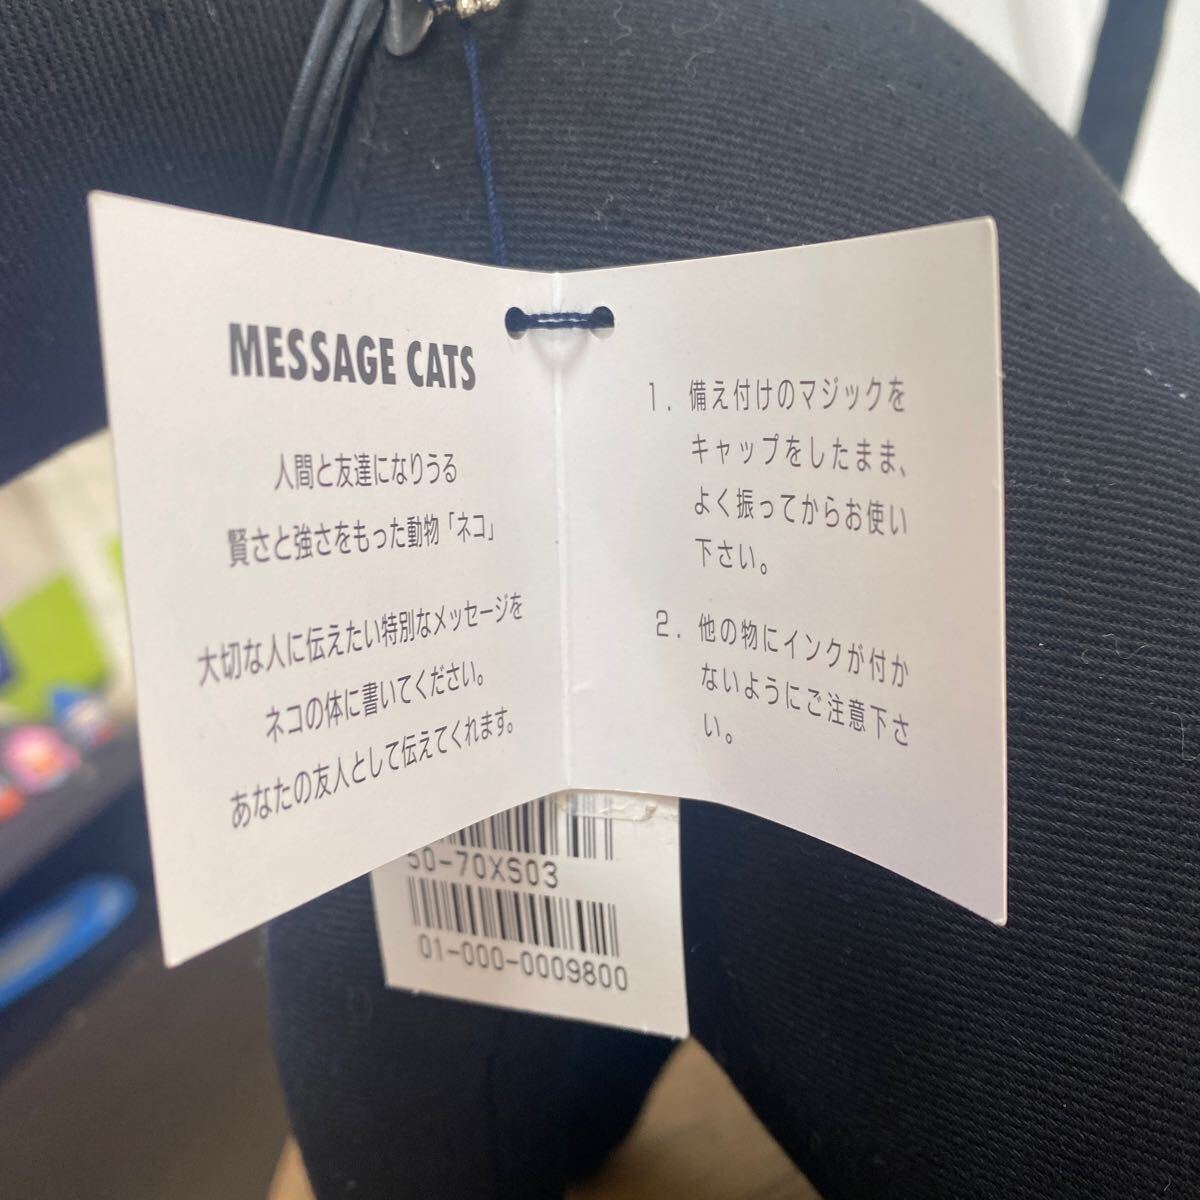 MESSAGE CATS
人間と友達になりうる
賢さと強さをもった動物「ネコ」
大切な人に伝えたい特別なメッセージを
ネコの体に書いてください。
あなたの友人として伝えてくれます。
1. 備え付けのマジックを
キャップをしたまま、
よく振ってからお使い
下さい。
2. 他の物にインクが付か
ないようにご注意下さ
い。
50-70XS03
01-000-0009800